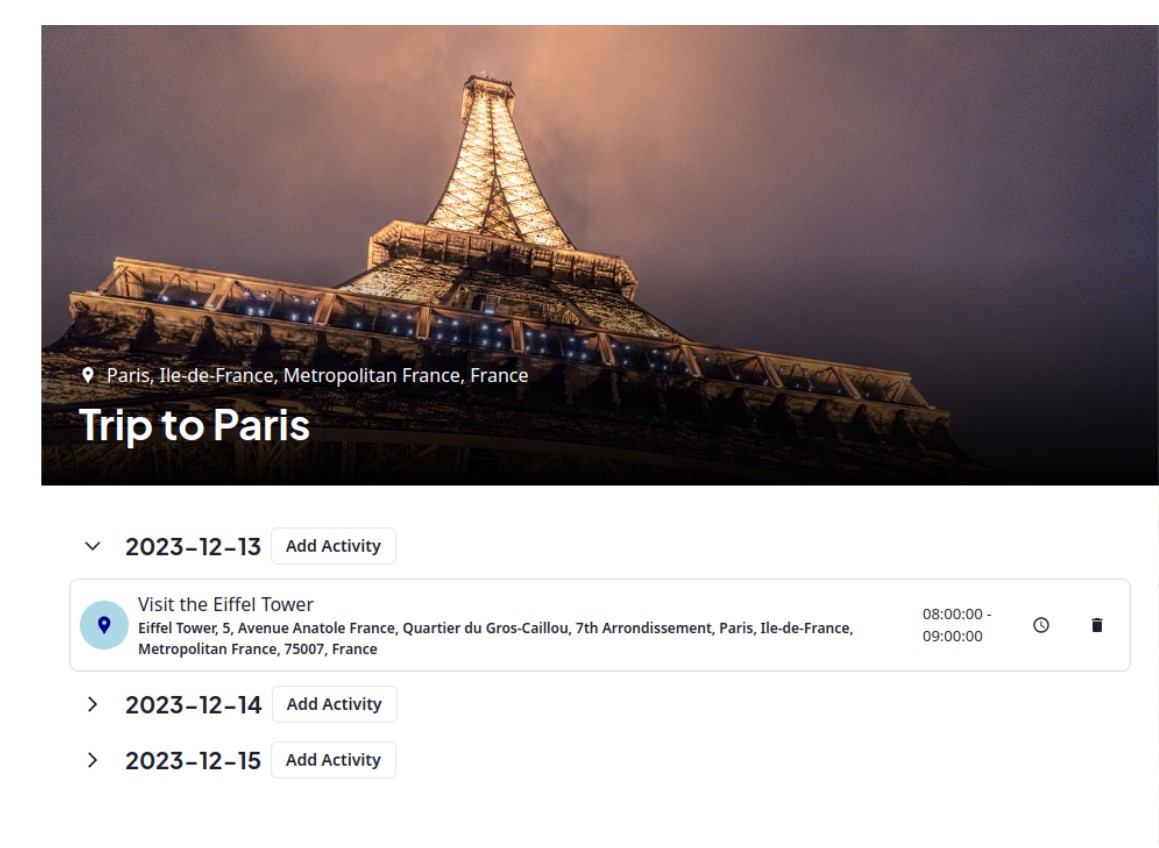 Paris, Ile-de-France, Metropolitan France, France
Trip to Paris
2023-12-13 Add Activity
Visit the Eiffel Tower
Eiffel Tower, 5, Avenue Anatole France, Quartier du Gros-Caillou, 7th Arrondissement, Paris, Ile-de-France,
Metropolitan France, 75007, France
08:00:00 -
09:00:00
2023-12-14 Add Activity
2023-12-15 Add Activity